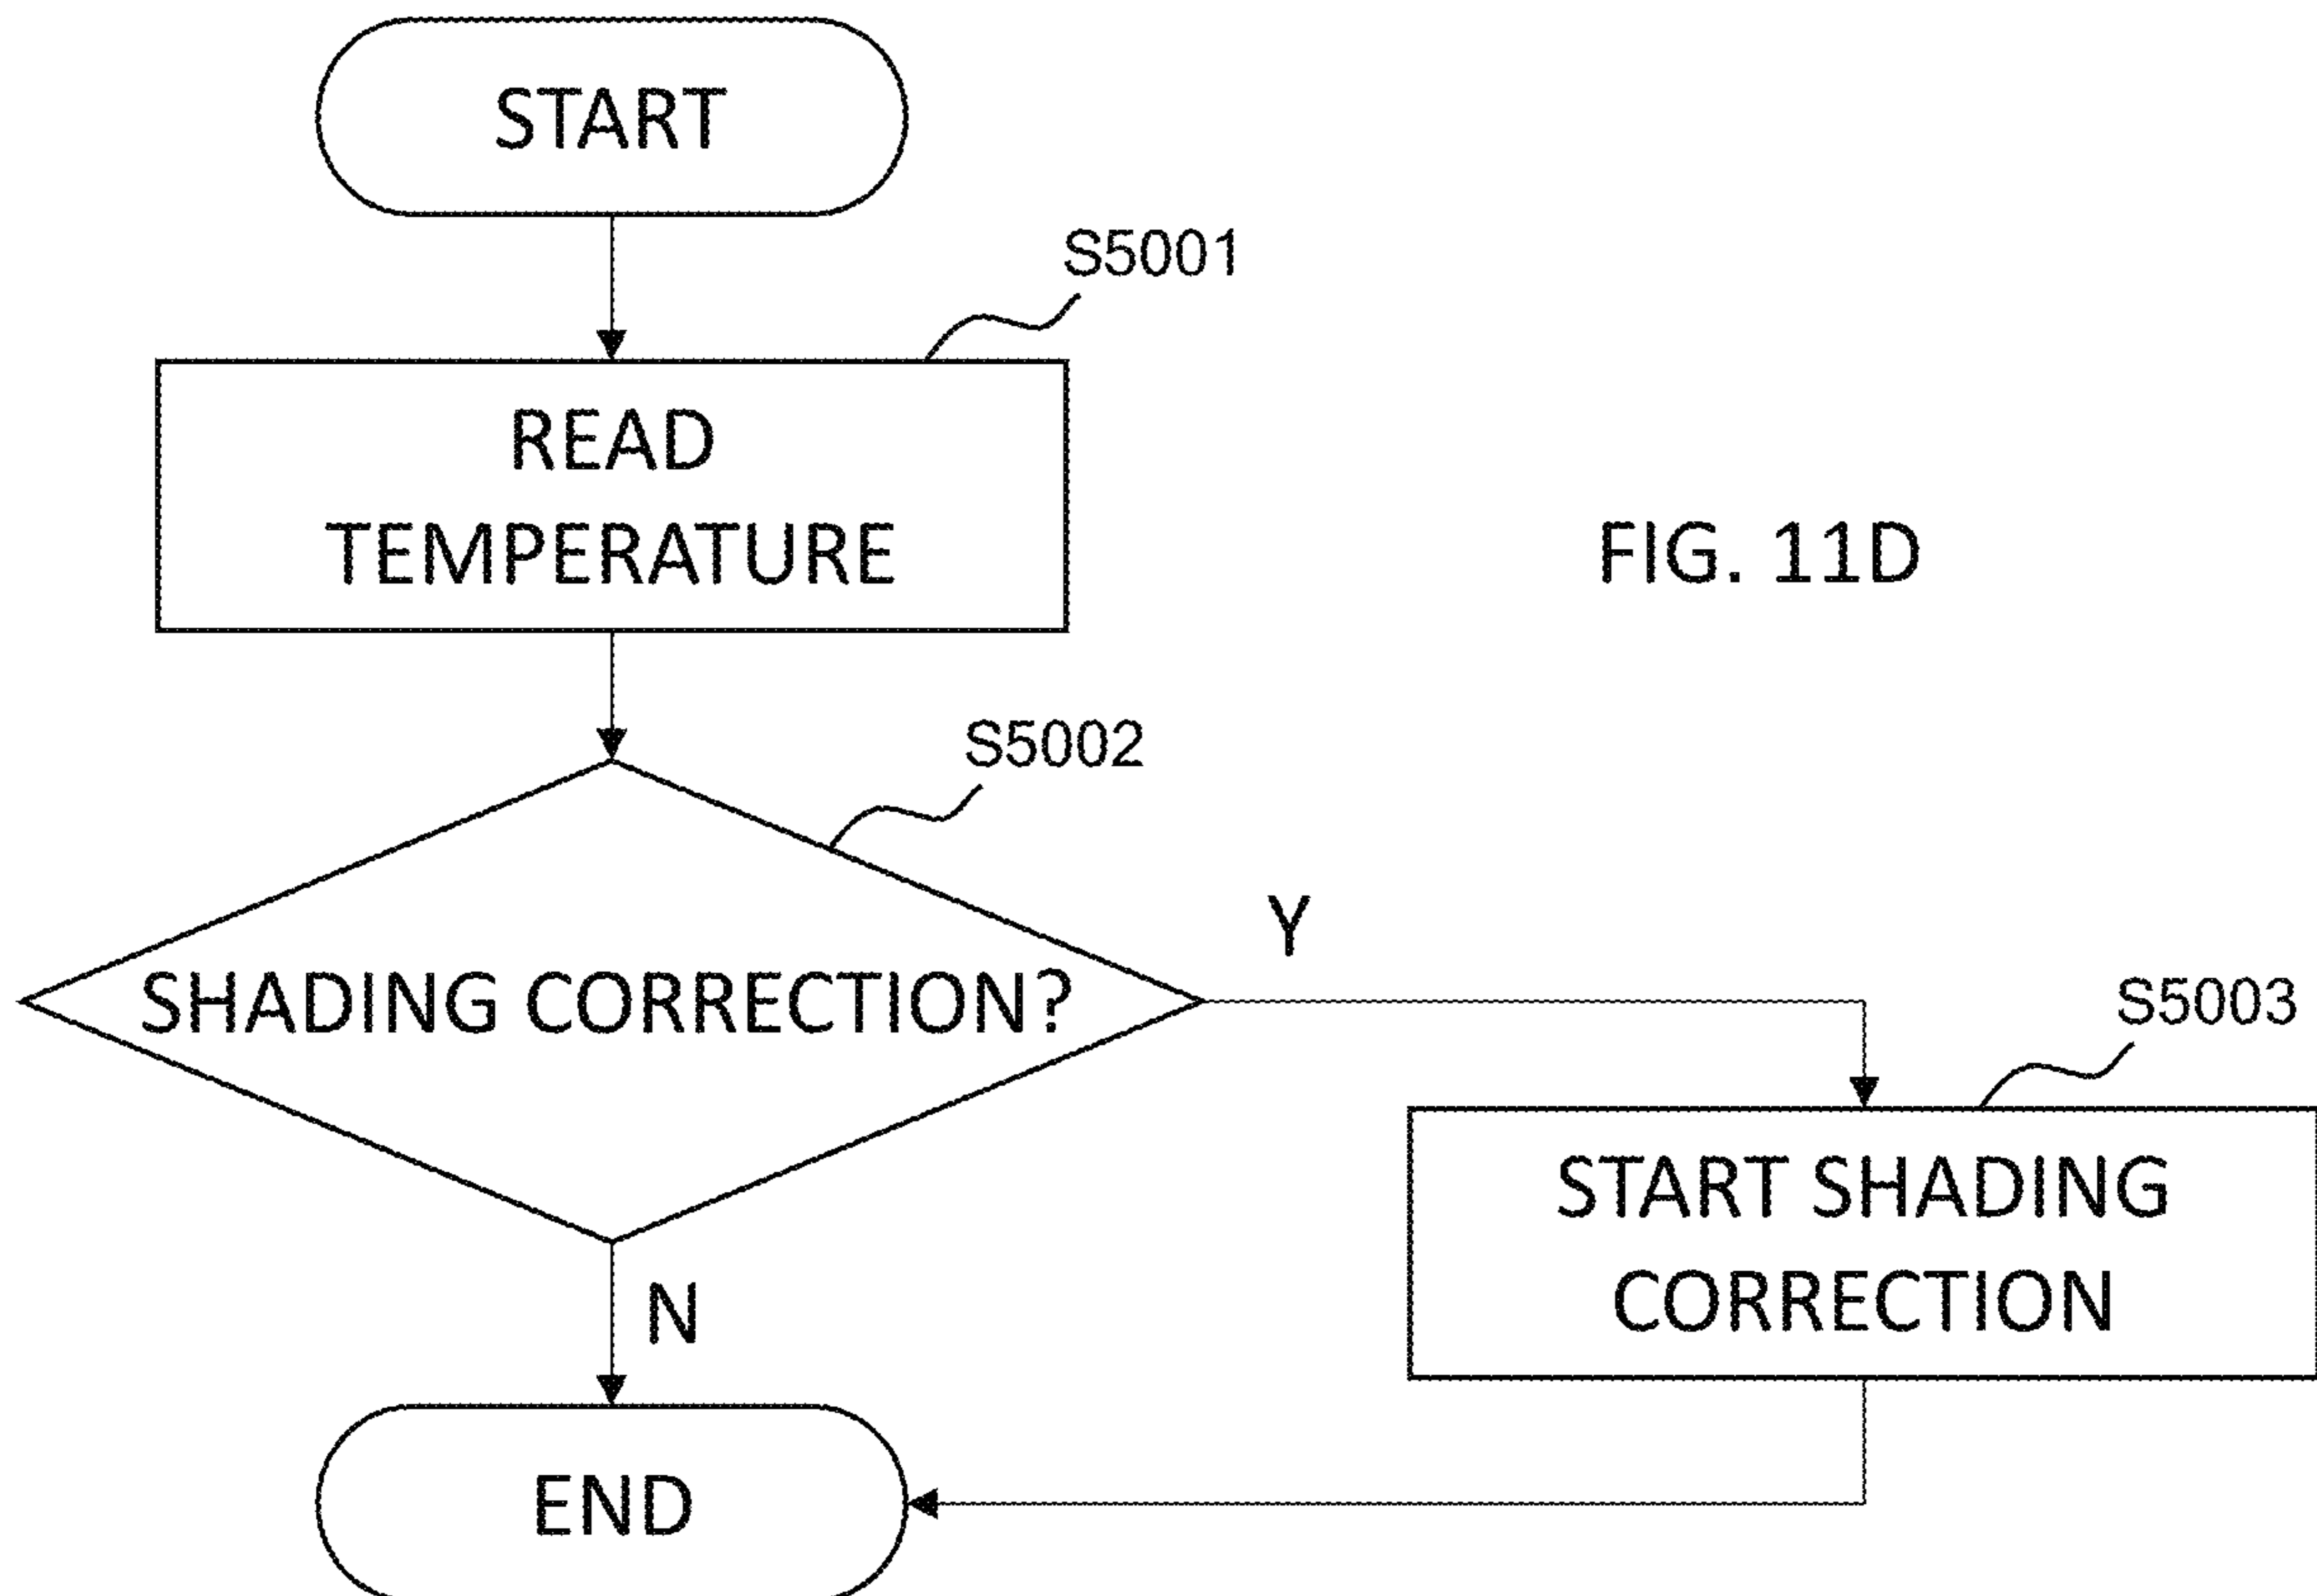 START
S5001
READ
TEMPERATURE
FIG. 11D
S5002
SHADING CORRECTION?
Y
S5003
START SHADING
CORRECTION
N
END